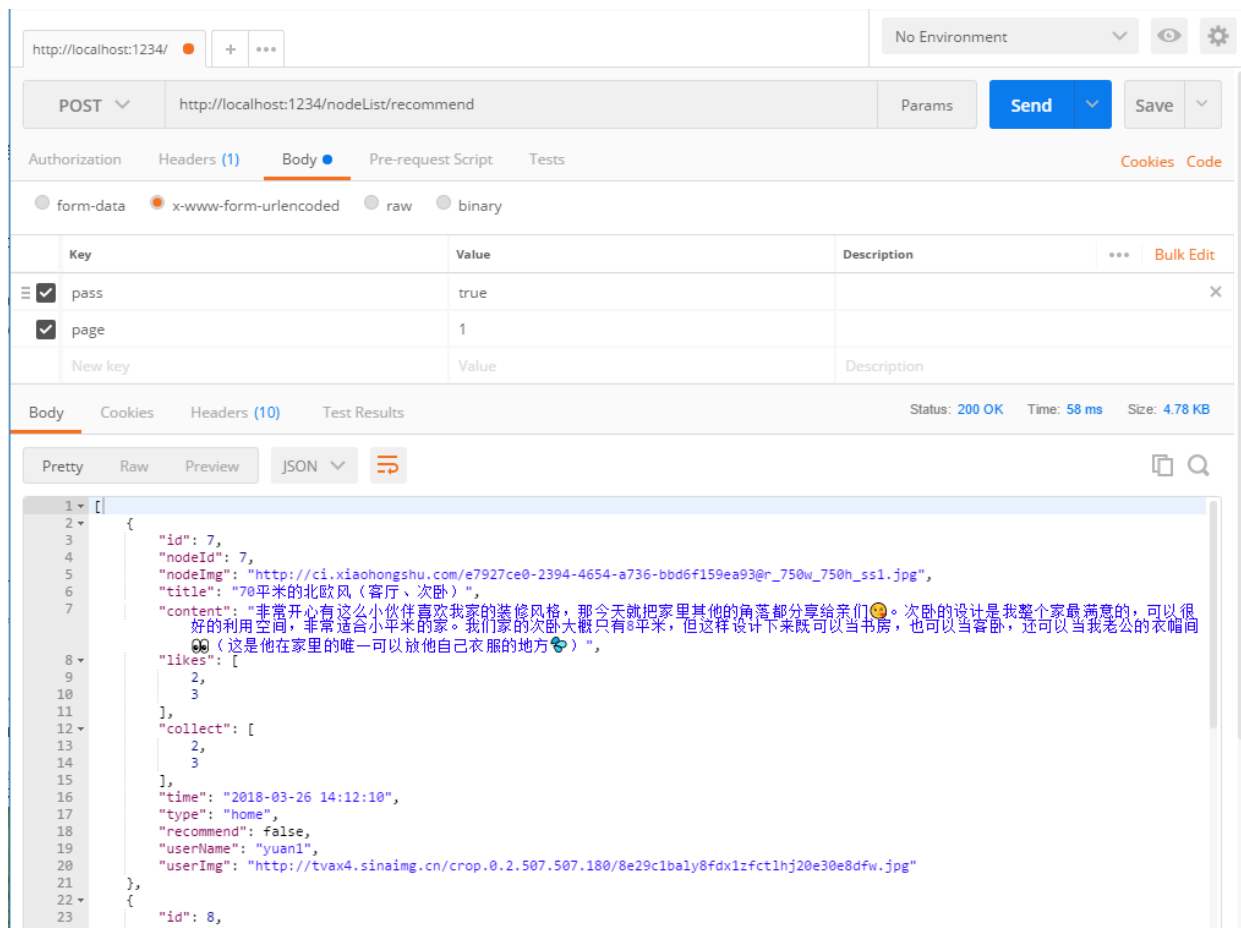 http://localhost:1234/
No Environment
POST http://localhost:1234/nodeList/recommend Params Send Save
Authorization Headers (1) Body Pre-request Script Tests Cookies Code
form-data x-www-form-urlencoded raw binary
Key Value Description Bulk Edit
pass true
page 1
New key Value Description
Body Cookies Headers (10) Test Results Status: 200 OK Time: 58 ms Size: 4.78 KB
Pretty Raw Preview JSON
1 [
2 {
3 "id": 7,
4 "nodeId": 7,
5 "nodeImg": "http://ci.xiaohongshu.com/e7927ce0-2394-4654-a736-bbd6f159ea93@r_750w_750h_ss1.jpg",
6 "title": "70平米的北欧风（客厅、次卧）",
7 "content": "非常开心有这么小伙伴喜欢我家的装修风格，那今天就把家里其他的角落都分享给亲们😋。次卧的设计是我整个家最满意的，可以很
好的利用空间，非常适合小平米的家。我们家的次卧大概只有8平米，但这样设计下来既可以当书房，也可以当客卧，还可以当我老公的衣帽间
👀（这是他在家里的唯一可以放他自己衣服的地方）",
8 "likes": [
9 2,
10 3
11 ],
12 "collect": [
13 2,
14 3
15 ],
16 "time": "2018-03-26 14:12:10",
17 "type": "home",
18 "recommend": false,
19 "userName": "yuan1",
20 "userImg": "http://tvax4.sinaimg.cn/crop.0.2.507.507.180/8e29c1baly8fdx1zfctlhj20e30e8dfw.jpg"
21 },
22 {
23 "id": 8,